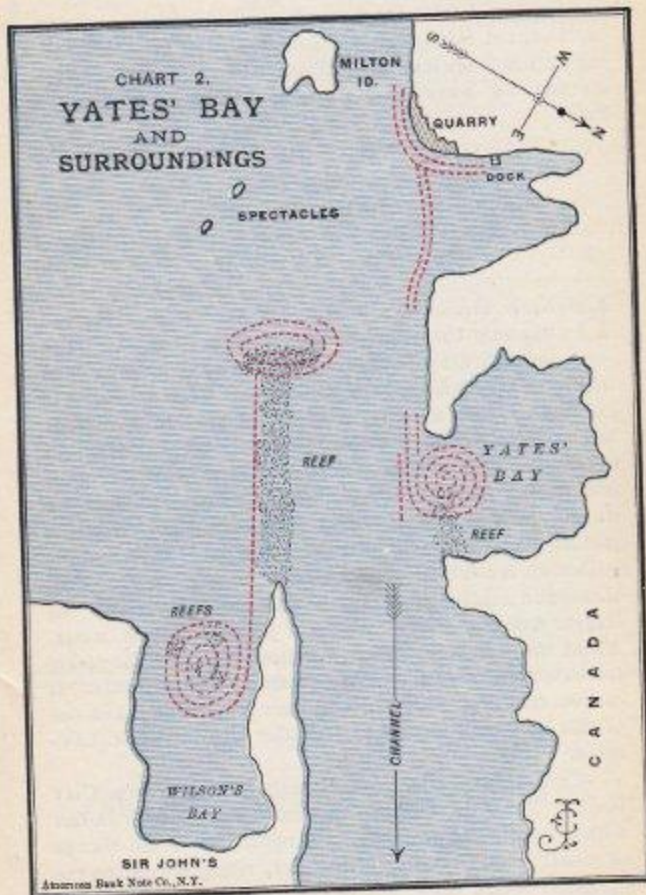 CHART 2.
YATES' BAY
AND
SURROUNDINGS
MILTON
ID.
S
W
E
N
QUARRY
DOCK
SPECTACLES
REEF
YATES'
BAY
REEF
REEFS
CHANNEL
CANADA
WILSON'S
BAY
SIR JOHN'S
American Bank Note Co., N.Y.